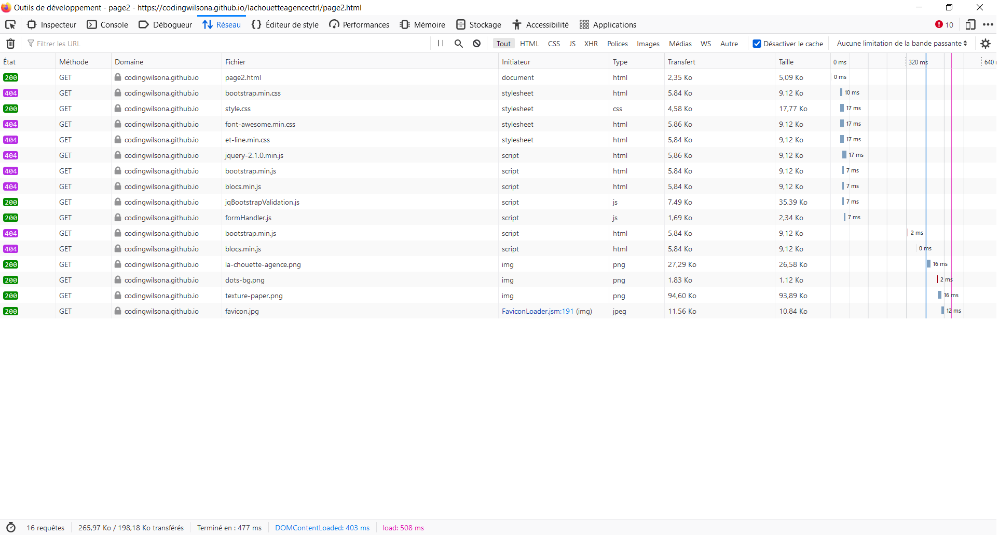 Outils de développement - page2 - https://codingwilsona.github.io/lachouetteagencectrl/page2.html
Inspecteur Console Débogueur Réseau Éditeur de style Performances Mémoire Stockage Accessibilité Applications 10
Filtrer les URL Tout HTML CSS JS XHR Polices Images Médias WS Autre Désactiver le cache Aucune limitation de la bande passante
État Méthode Domaine Fichier Initiateur Type Transfert Taille 0 ms 320 ms 640
200 GET codingwilsona.github.io page2.html document html 2,35 Ko 5,09 Ko 0 ms
404 GET codingwilsona.github.io bootstrap.min.css stylesheet html 5,84 Ko 9,12 Ko 10 ms
200 GET codingwilsona.github.io style.css stylesheet css 4,58 Ko 17,77 Ko 17 ms
404 GET codingwilsona.github.io font-awesome.min.css stylesheet html 5,86 Ko 9,12 Ko 17 ms
404 GET codingwilsona.github.io et-line.min.css stylesheet html 5,84 Ko 9,12 Ko 17 ms
404 GET codingwilsona.github.io jquery-2.1.0.min.js script html 5,86 Ko 9,12 Ko 17 ms
404 GET codingwilsona.github.io bootstrap.min.js script html 5,84 Ko 9,12 Ko 7 ms
404 GET codingwilsona.github.io blocs.min.js script html 5,84 Ko 9,12 Ko 7 ms
200 GET codingwilsona.github.io jqBootstrapValidation.js script js 7,49 Ko 35,39 Ko 7 ms
200 GET codingwilsona.github.io formHandler.js script js 1,69 Ko 2,34 Ko 7 ms
404 GET codingwilsona.github.io bootstrap.min.js script html 5,84 Ko 9,12 Ko 2 ms
404 GET codingwilsona.github.io blocs.min.js script html 5,84 Ko 9,12 Ko 0 ms
200 GET codingwilsona.github.io la-chouette-agence.png img png 27,29 Ko 26,58 Ko 16 ms
200 GET codingwilsona.github.io dots-bg.png img png 1,83 Ko 1,12 Ko 2 ms
200 GET codingwilsona.github.io texture-paper.png img png 94,60 Ko 93,89 Ko 16 ms
200 GET codingwilsona.github.io favicon.jpg FaviconLoader.jsm:191 (img) jpeg 11,56 Ko 10,84 Ko 12 ms
16 requêtes 265,97 Ko / 198,18 Ko transférés Terminé en : 477 ms DOMContentLoaded: 403 ms load: 508 ms